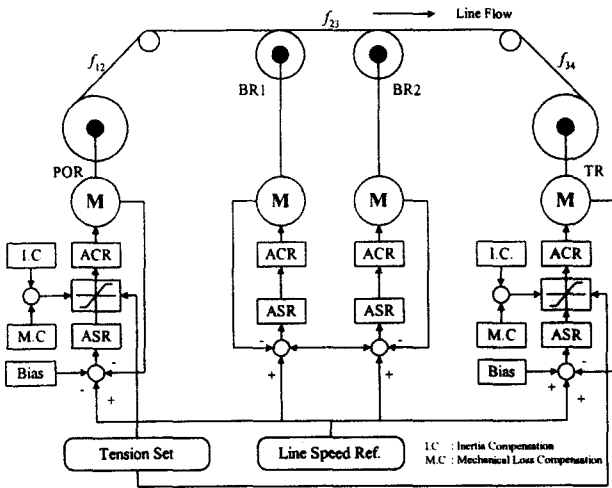 f23 Line Flow
f12 f34
BR1 BR2
POR TR
M M M M
I.C ACR ACR ACR I.C. ACR
M.C ASR ASR ASR M.C ASR
- - - -
Bias Bias
- + + + + +
Tension Set Line Speed Ref.
I.C : Inertia Compensation
M.C : Mechanical Loss Compensation